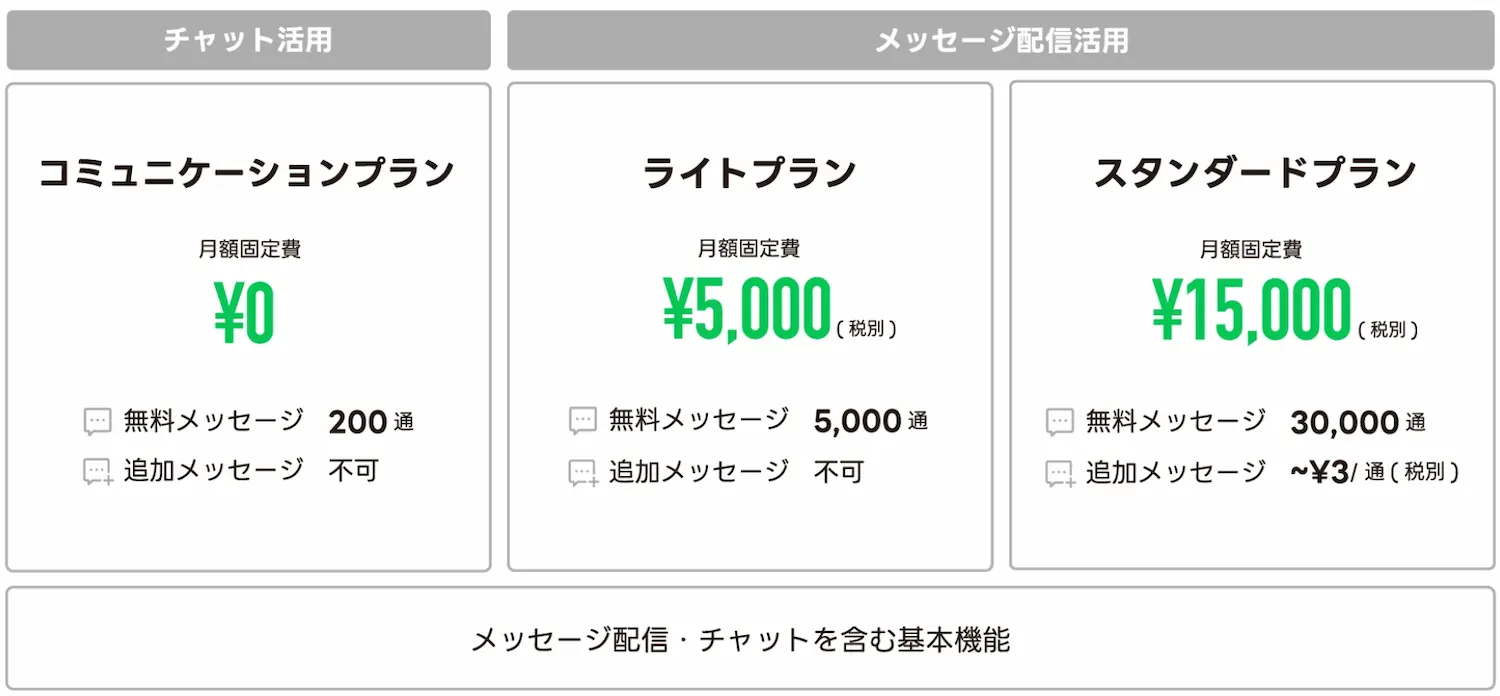 チャット活用
メッセージ配信活用
コミュニケーションプラン
月額固定費
¥0
無料メッセージ 200 通
追加メッセージ 不可
ライトプラン
月額固定費
¥5,000 ( 税別 )
無料メッセージ 5,000 通
追加メッセージ 不可
スタンダードプラン
月額固定費
¥15,000 ( 税別 )
無料メッセージ 30,000 通
追加メッセージ ~¥3/ 通 ( 税別 )
メッセージ配信・チャットを含む基本機能